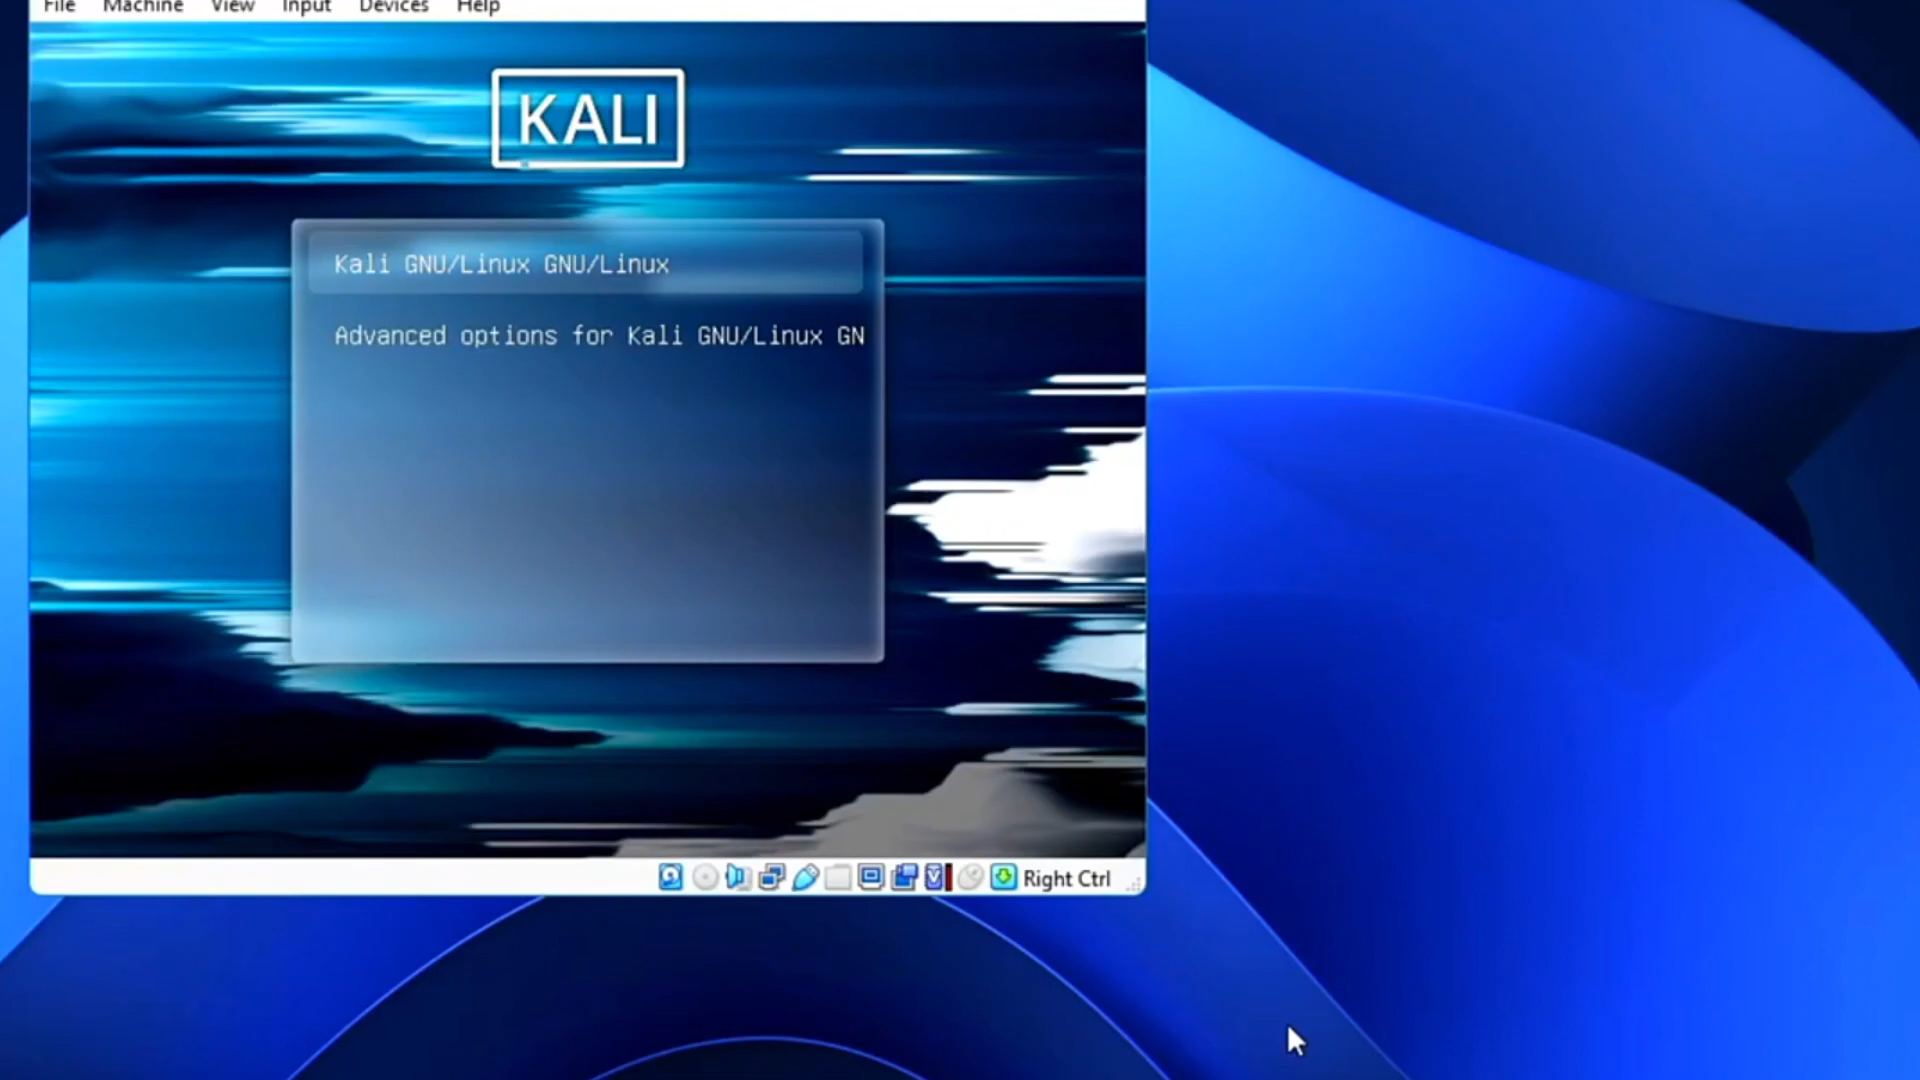 File Machine View Input Devices Help
KALI
Kali GNU/Linux GNU/Linux
Advanced options for Kali GNU/Linux GN
Right Ctrl